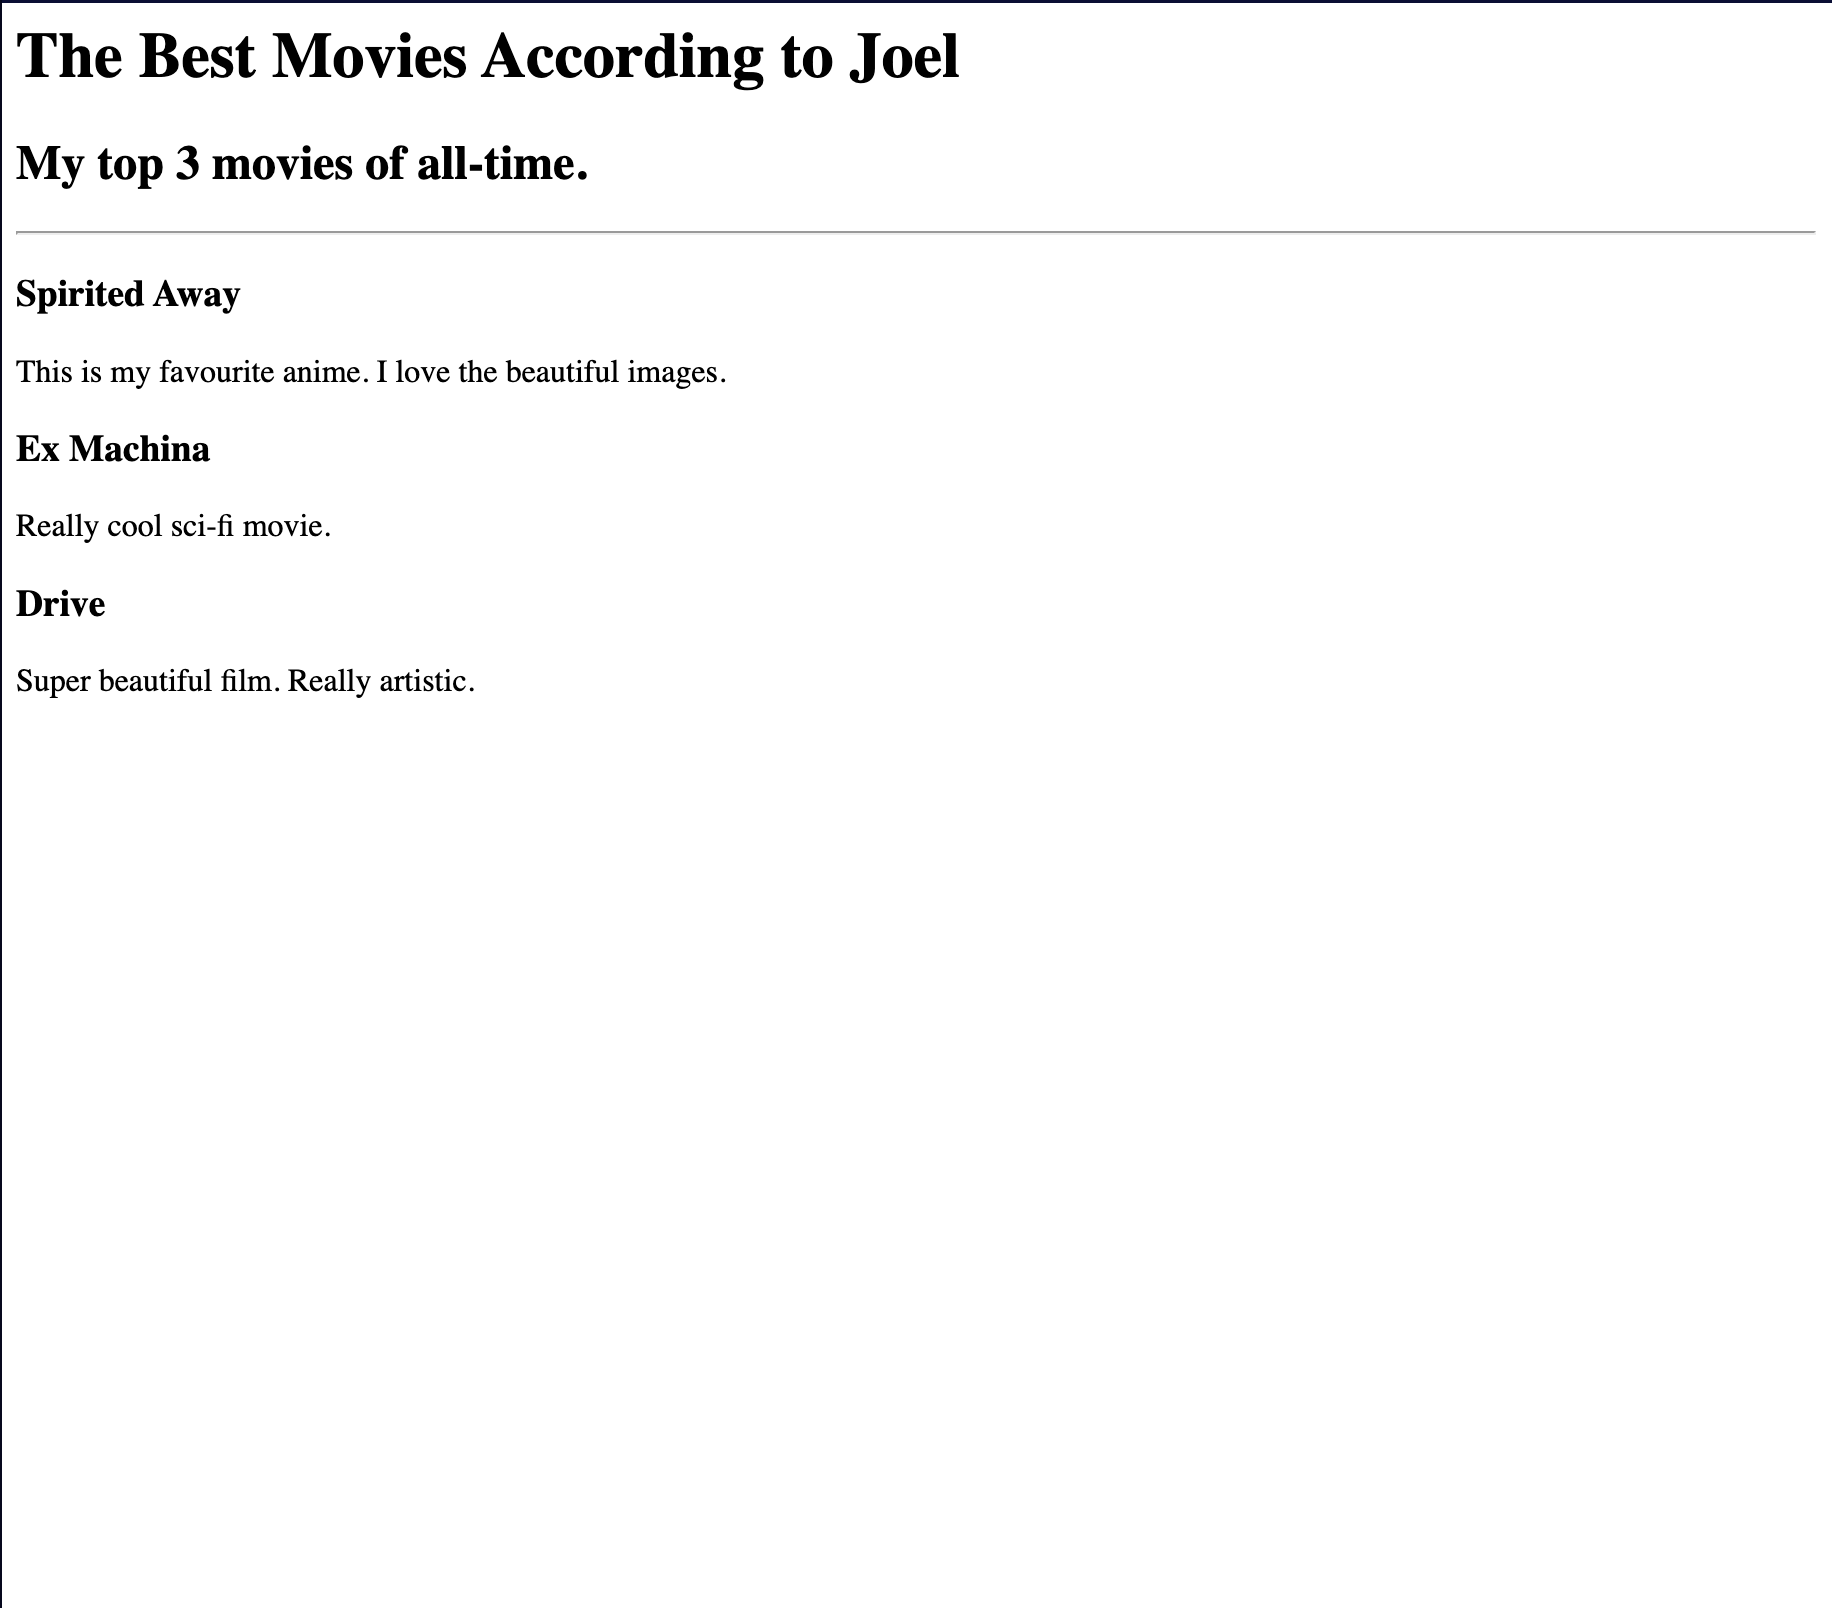 The Best Movies According to Joel
My top 3 movies of all-time.
Spirited Away
This is my favourite anime. I love the beautiful images.
Ex Machina
Really cool sci-fi movie.
Drive
Super beautiful film. Really artistic.